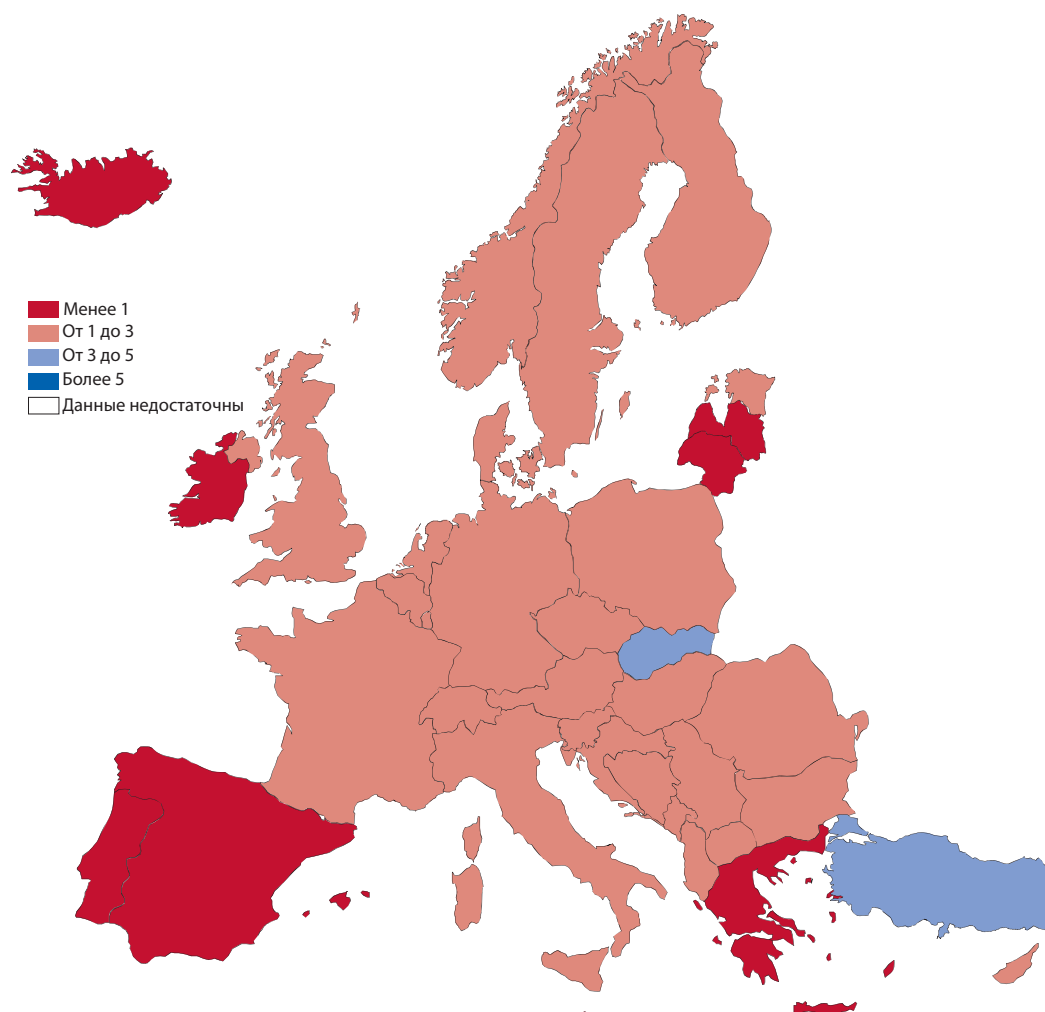 Менее 1
От 1 до 3
От 3 до 5
Более 5
Данные недостаточны